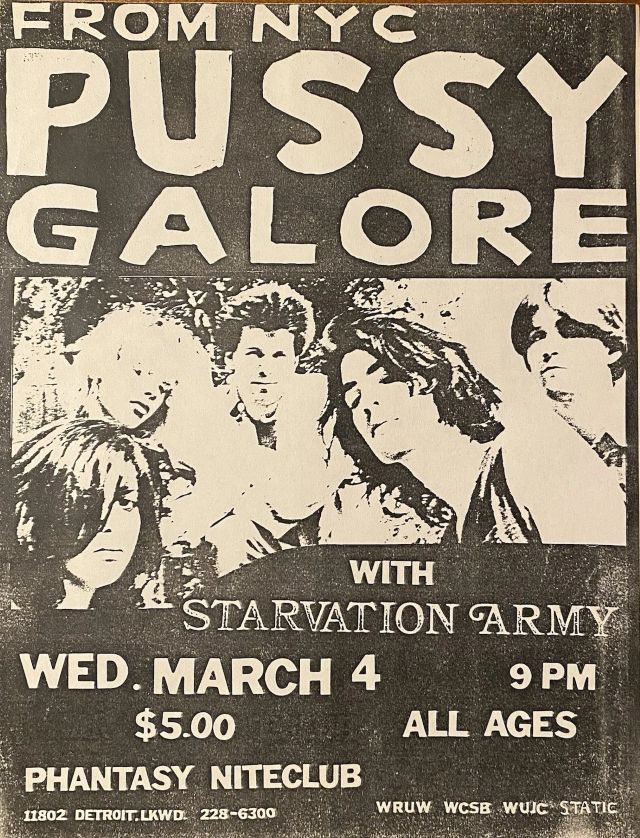 FROM NYC
PUSSY
GALORE
WITH
STARVATION ARMY
WED. MARCH 4 9 PM
$5.00 ALL AGES
PHANTASY NITECLUB
11802 DETROIT, LKWD. 228-6300 WRUW WCSB WUJC STATIC